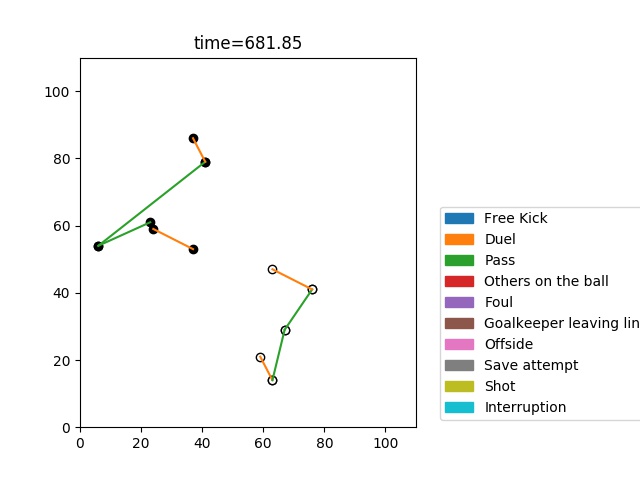 time=681.85
100
80
60
40
20
0
0 20 40 60 80 100
Free Kick
Duel
Pass
Others on the ball
Foul
Goalkeeper leaving lin
Offside
Save attempt
Shot
Interruption